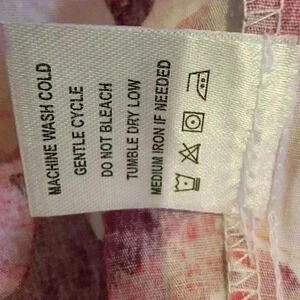 MACHINE WASH COLD
GENTLE CYCLE
DO NOT BLEACH
TUMBLE DRY LOW
MEDIUM IRON IF NEEDED